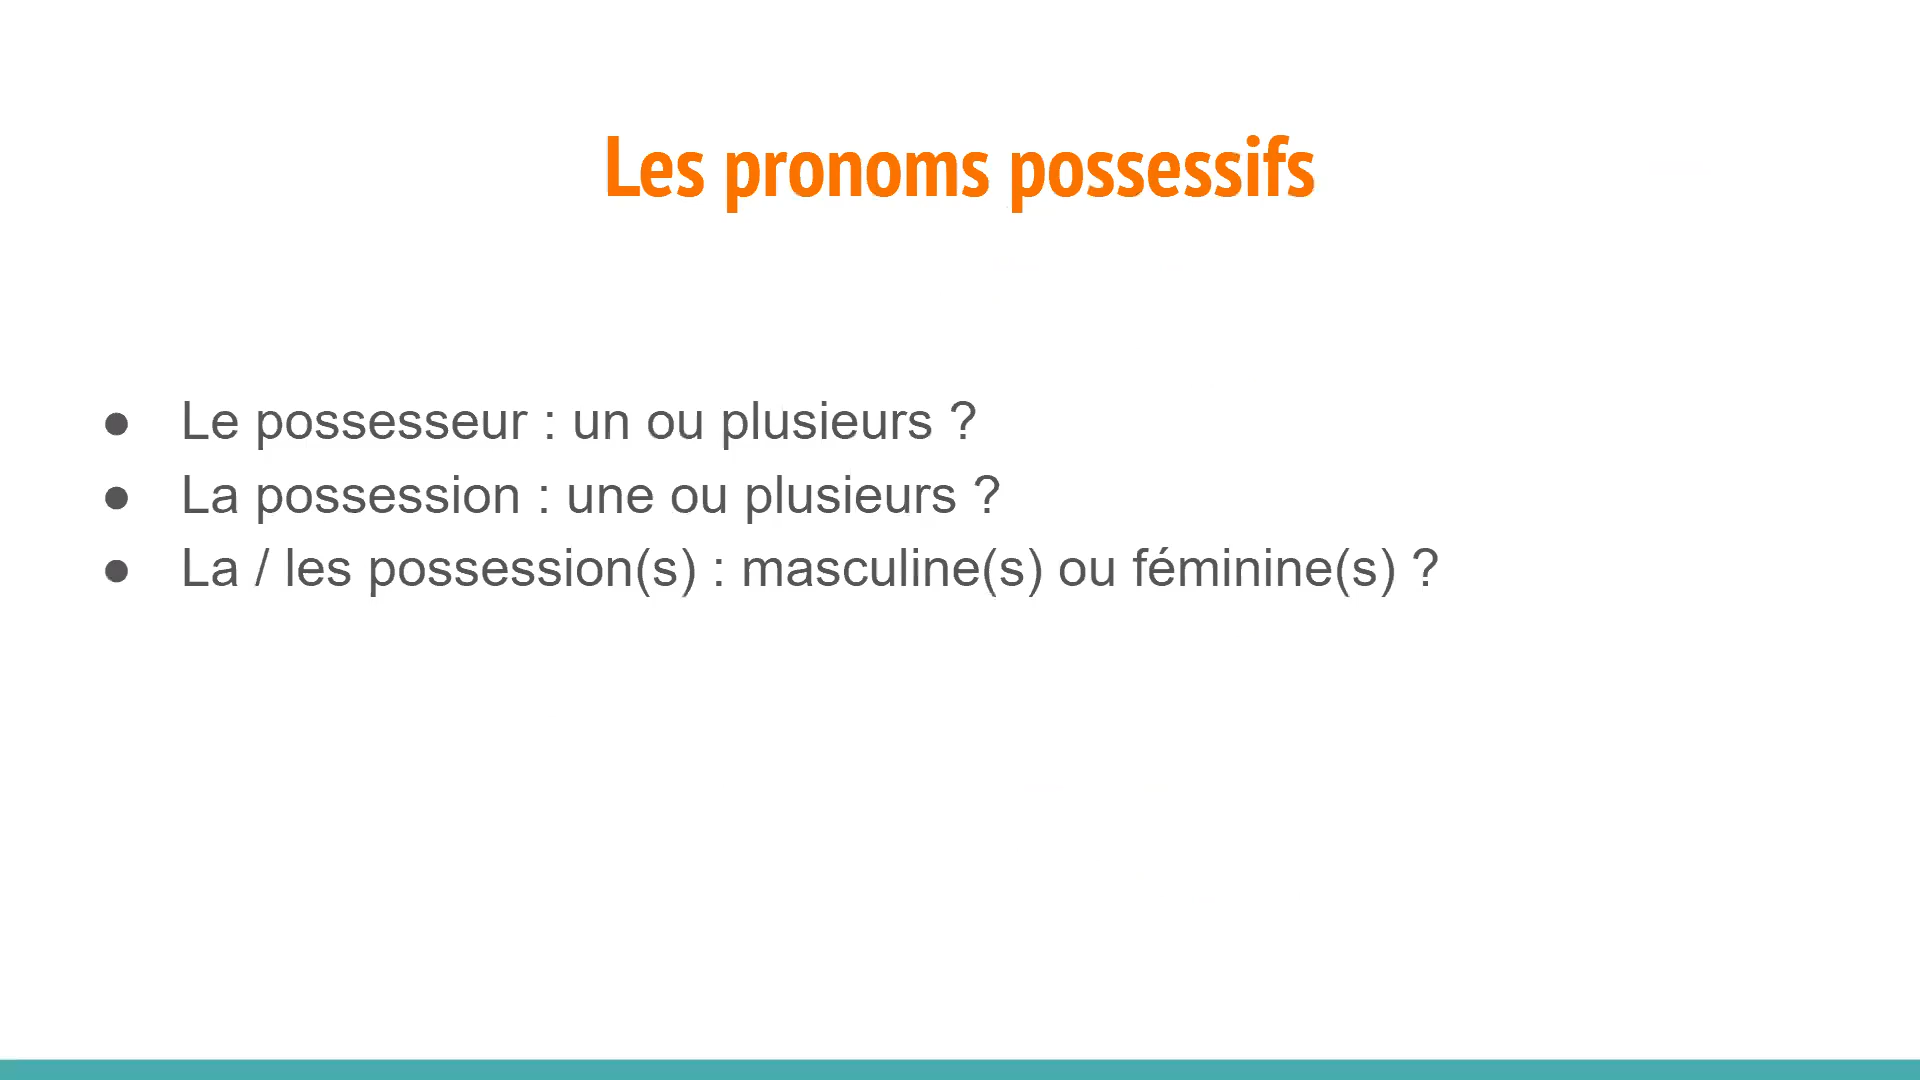 Les pronoms possessifs
● Le possesseur : un ou plusieurs ?
● La possession : une ou plusieurs ?
● La / les possession(s) : masculine(s) ou féminine(s) ?